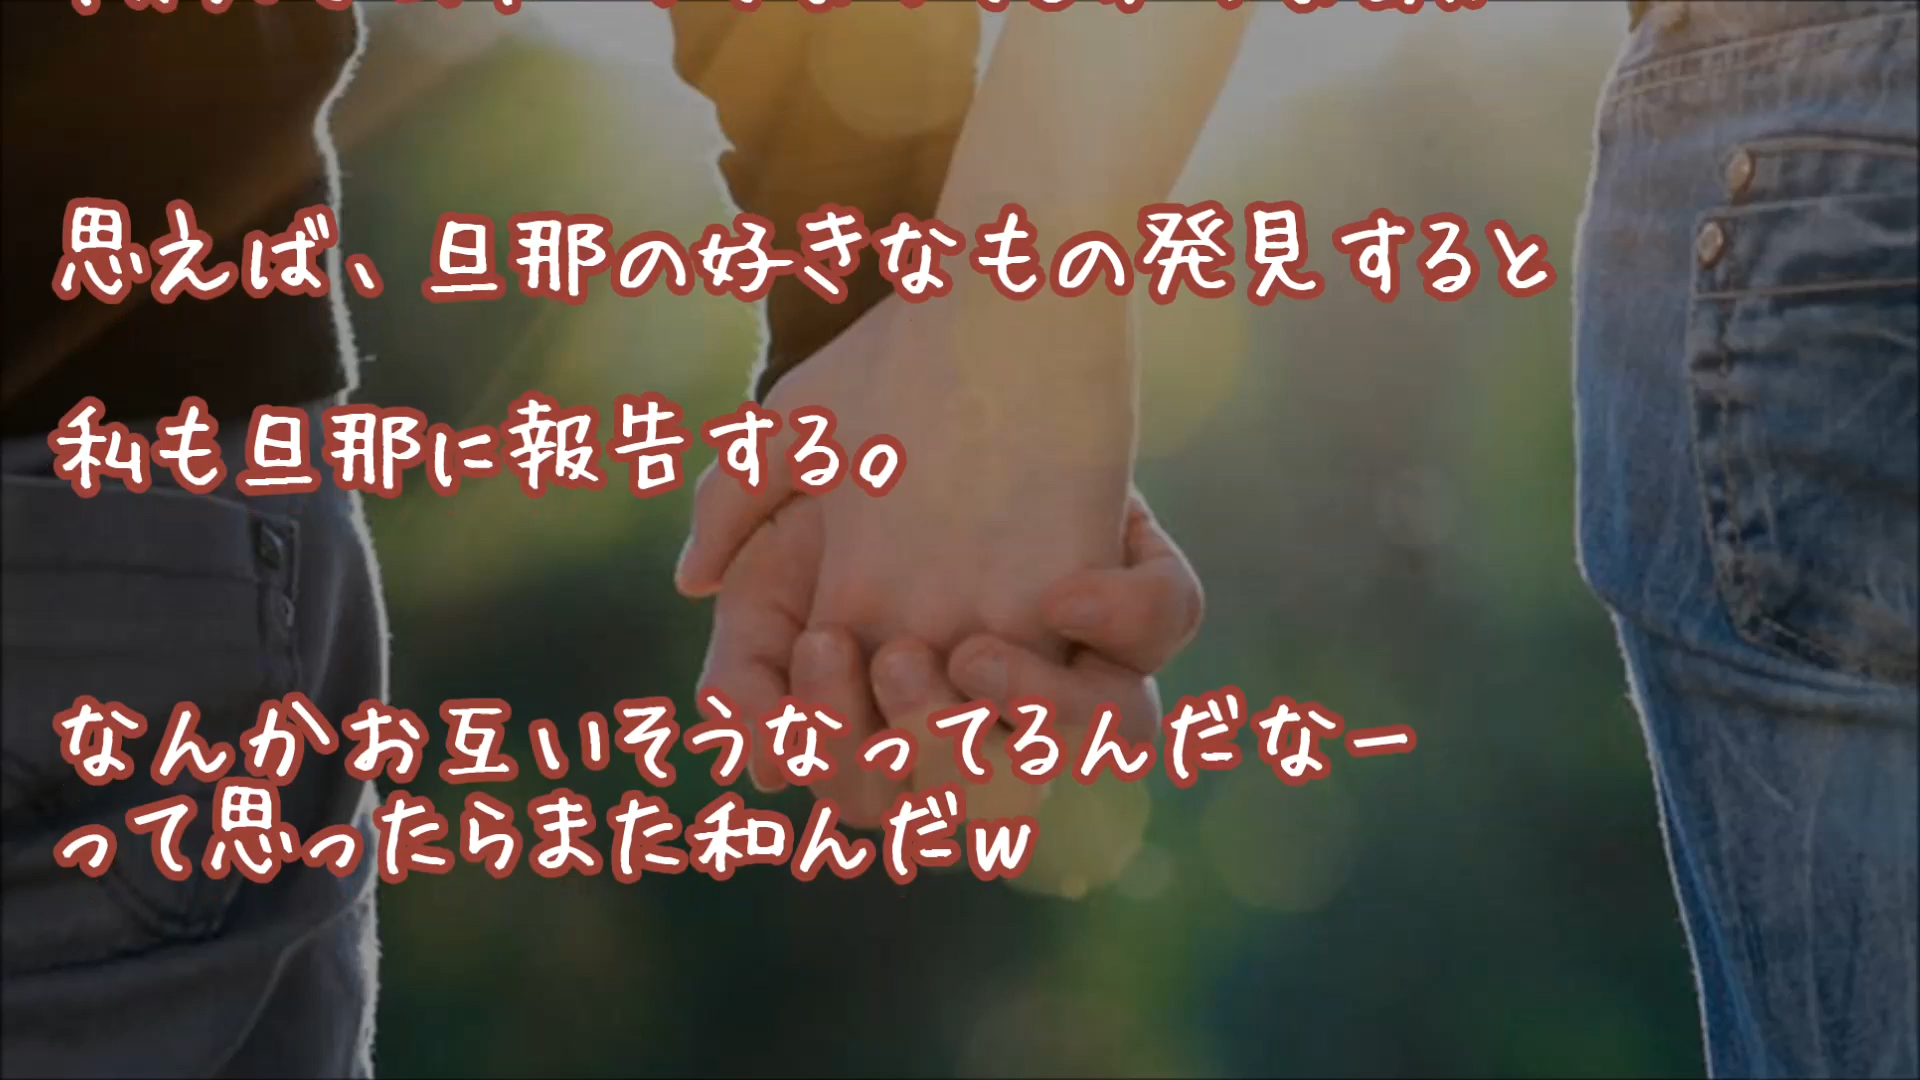 思えば、旦那の好きなもの発見すると
私も旦那に報告する。
なんかお互いそうなってるんだなー
って思ったらまた和んだw